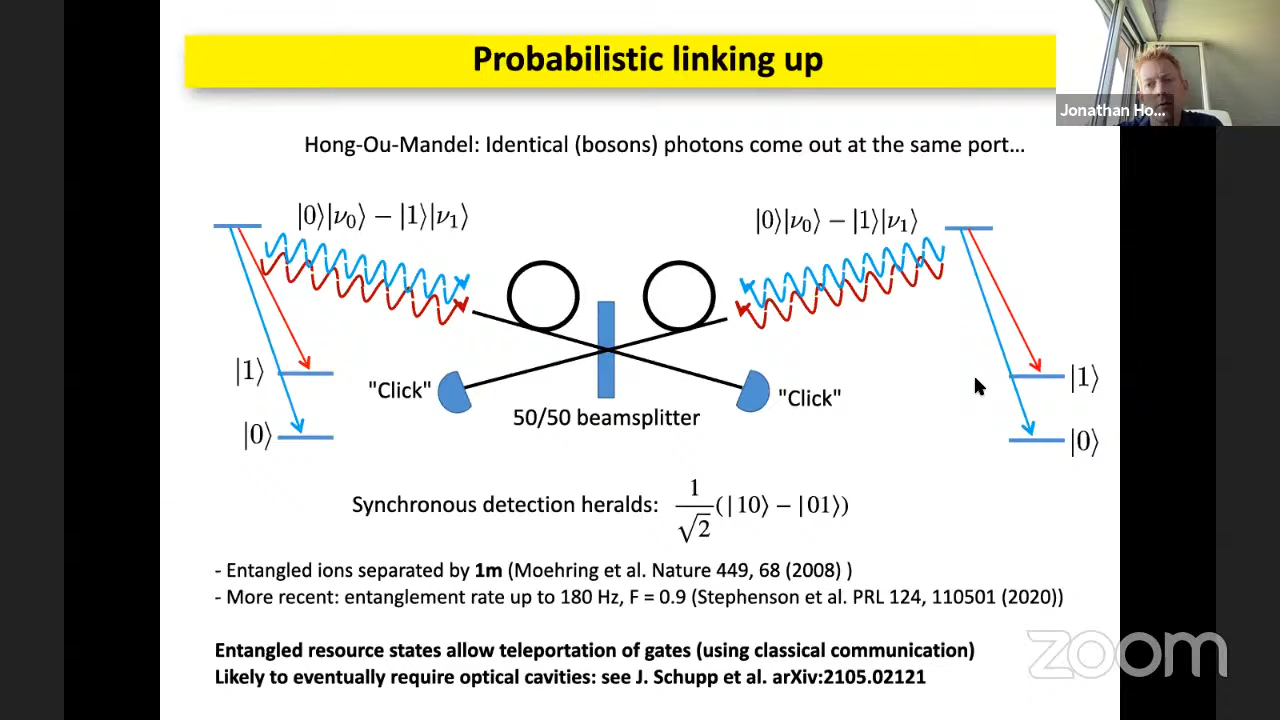 Probabilistic linking up
Jonathan Ho...
Hong-Ou-Mandel: Identical (bosons) photons come out at the same port...
|0⟩|ν₀⟩ − |1⟩|ν₁⟩
|0⟩|ν₀⟩ − |1⟩|ν₁⟩
|1⟩
|1⟩
"Click"
"Click"
50/50 beamsplitter
|0⟩
|0⟩
Synchronous detection heralds: 1/√2 (|10⟩ − |01⟩)
- Entangled ions separated by 1m (Moehring et al. Nature 449, 68 (2008) )
- More recent: entanglement rate up to 180 Hz, F = 0.9 (Stephenson et al. PRL 124, 110501 (2020))
Entangled resource states allow teleportation of gates (using classical communication)
Likely to eventually require optical cavities: see J. Schupp et al. arXiv:2105.02121
zoom